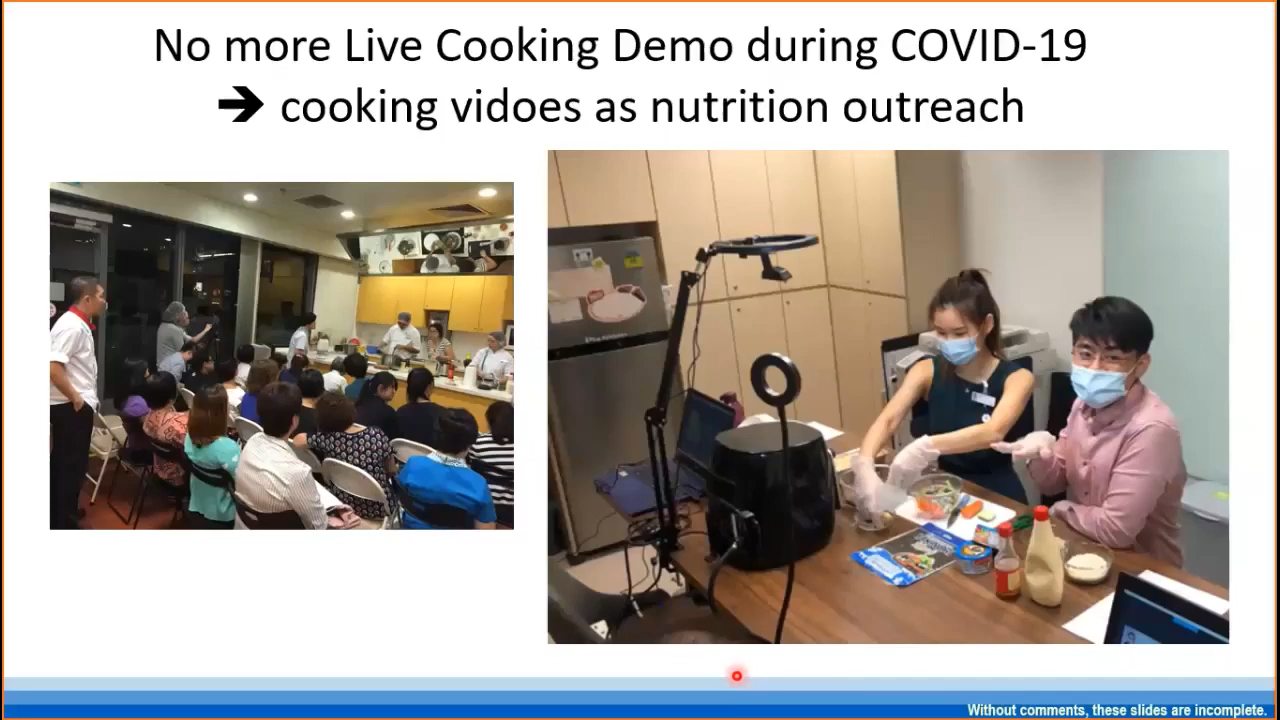 No more Live Cooking Demo during COVID-19
➔ cooking vidoes as nutrition outreach
Without comments, these slides are incomplete.